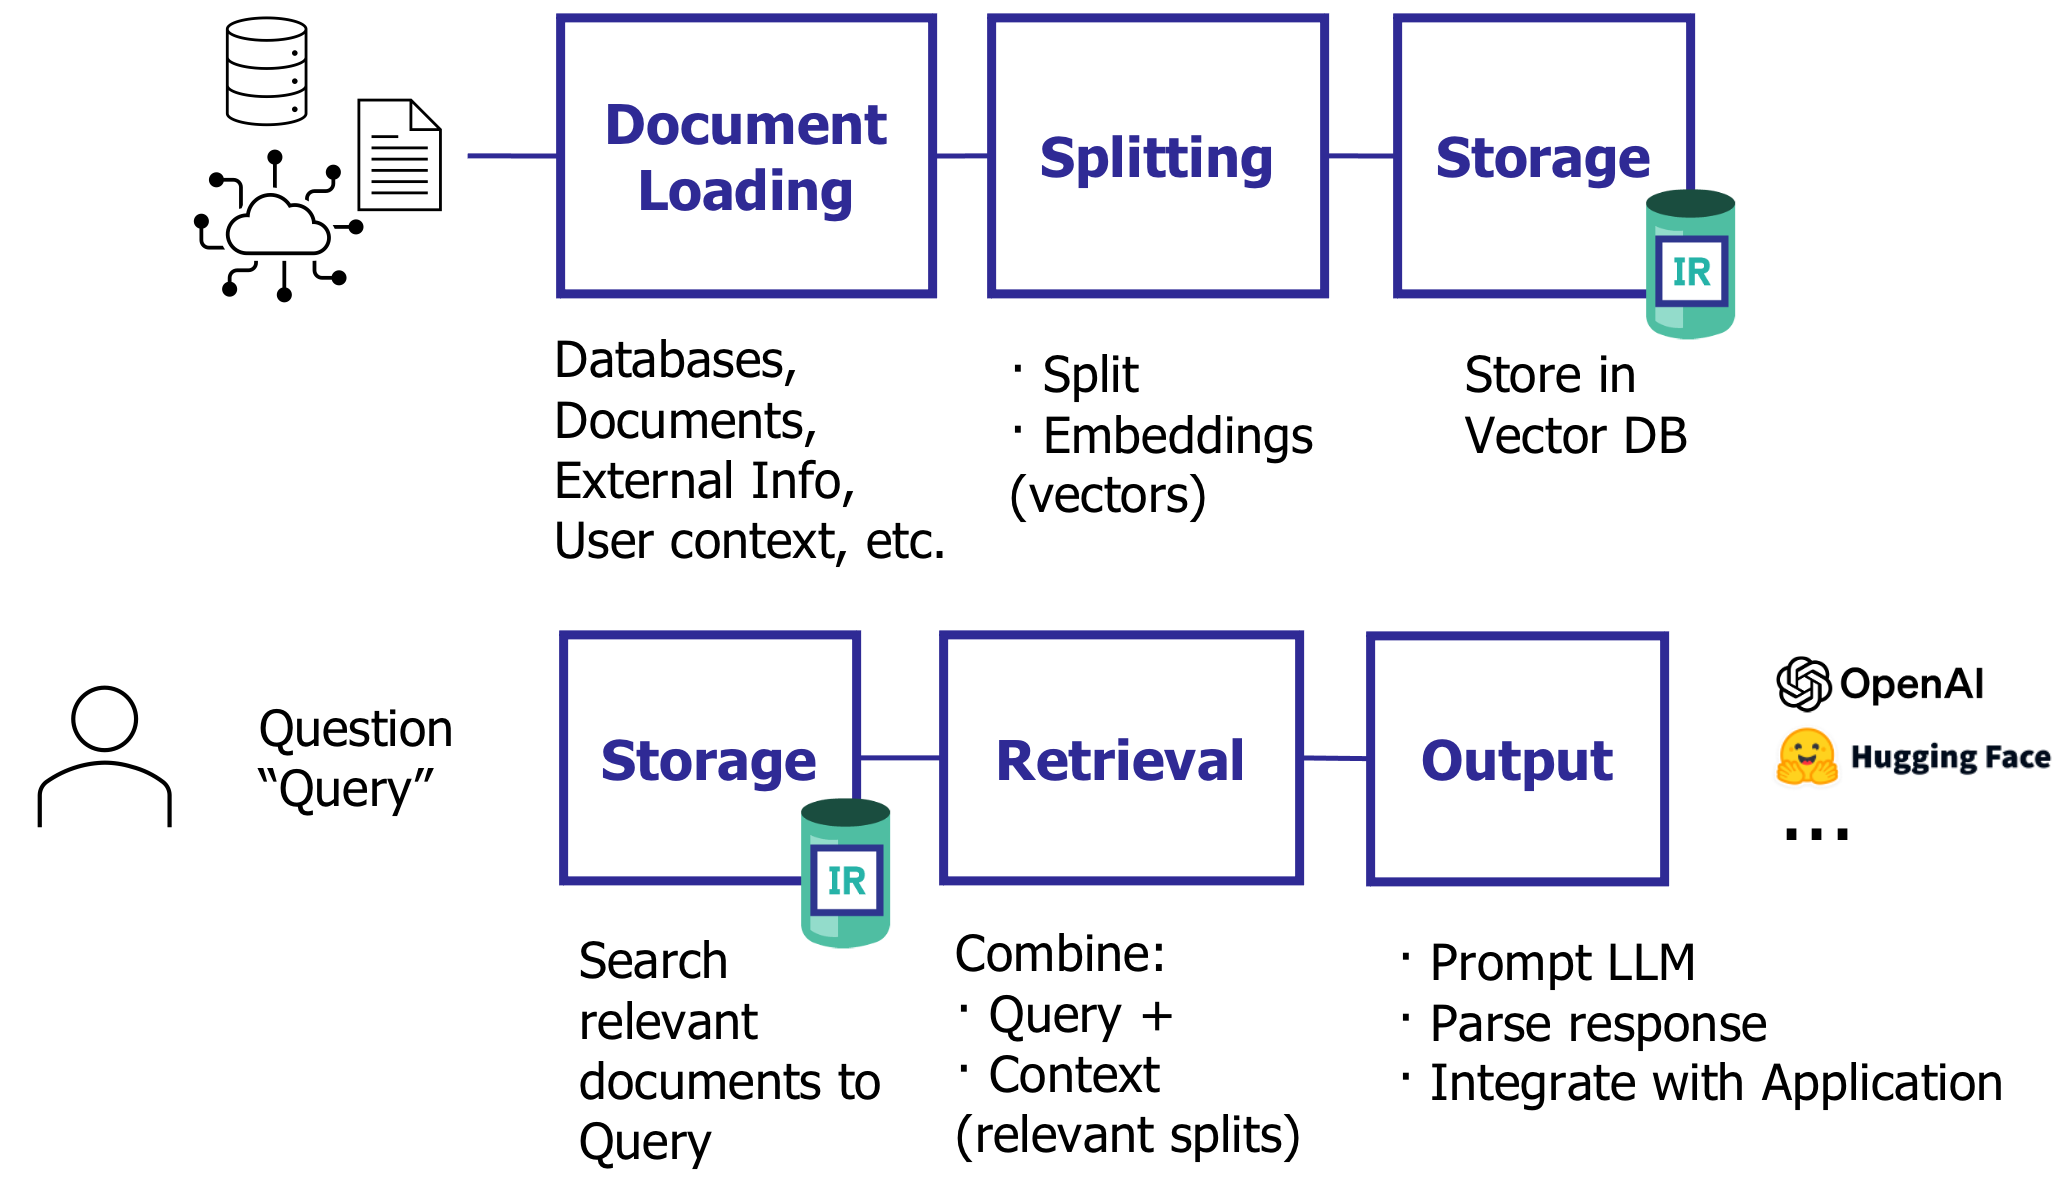 Document
Loading
Splitting
Storage
IR
Databases,
Documents,
External Info,
User context, etc.
· Split
· Embeddings
(vectors)
Store in
Vector DB
Question
“Query”
Storage
IR
Retrieval
Output
OpenAI
Hugging Face
...
Search
relevant
documents to
Query
Combine:
· Query +
· Context
(relevant splits)
· Prompt LLM
· Parse response
· Integrate with Application